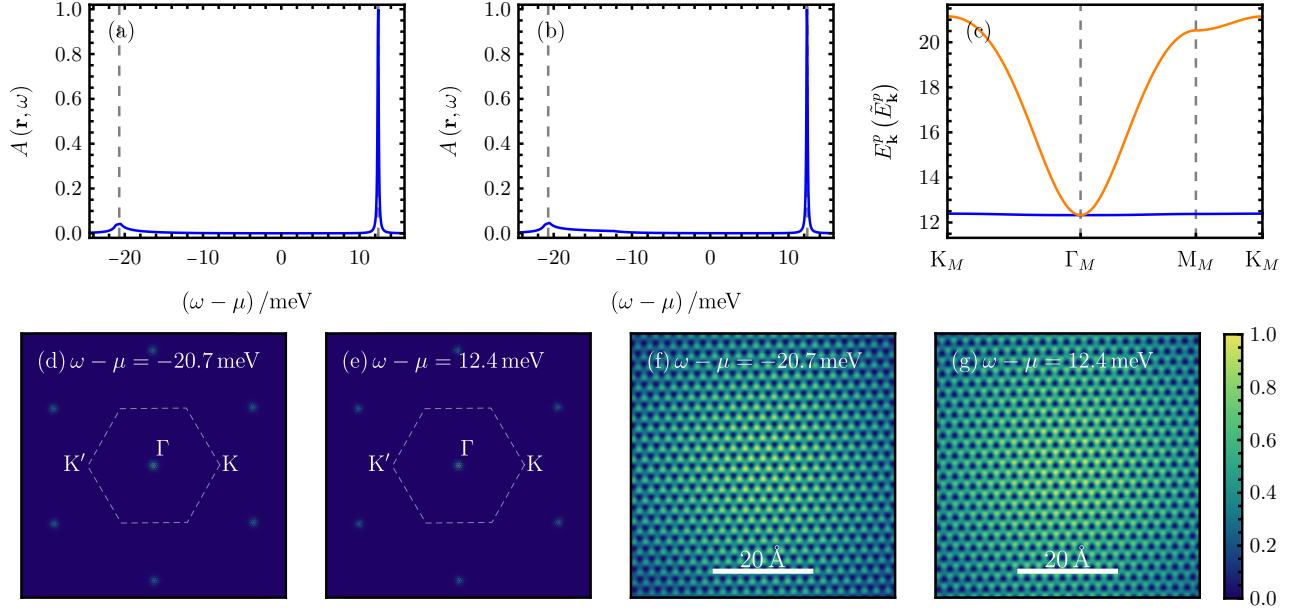 (a)
A (r, ω)
1.0
0.8
0.6
0.4
0.2
0.0
−20
−10
0
10
(ω − μ) /meV
(b)
A (r, ω)
1.0
0.8
0.6
0.4
0.2
0.0
−20
−10
0
10
(ω − μ) /meV
(c)
E_k^p (Ẽ_k^p)
20
18
16
14
12
K_M
Γ_M
M_M
K_M
(d) ω − μ = −20.7 meV
Γ
K′
K
(e) ω − μ = 12.4 meV
Γ
K′
K
(f) ω − μ = −20.7 meV
20 Å
(g) ω − μ = 12.4 meV
20 Å
1.0
0.8
0.6
0.4
0.2
0.0